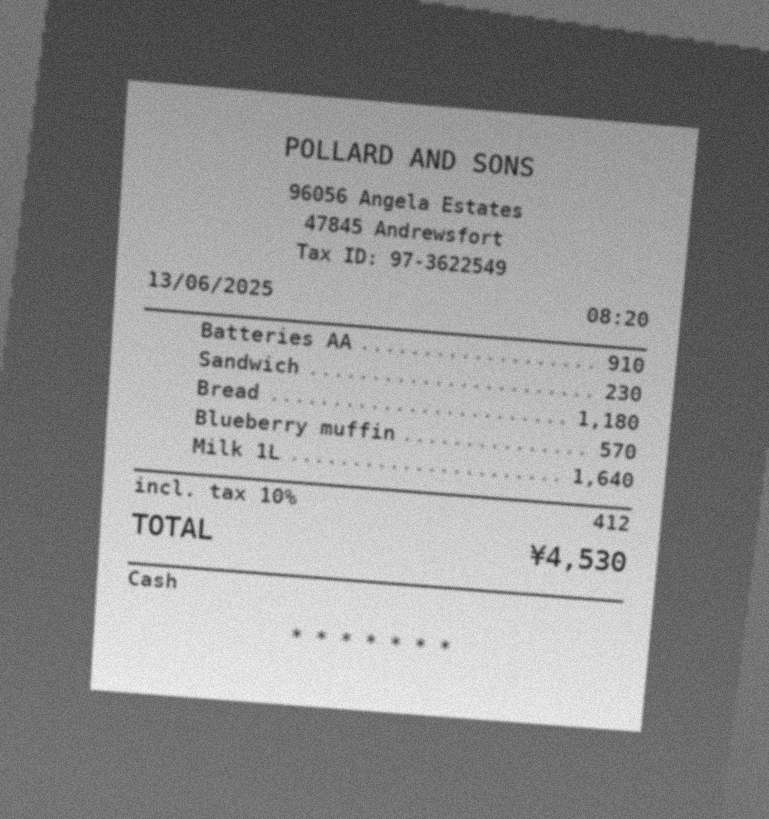 POLLARD AND SONS
96056 Angela Estates
47845 Andrewsfort
Tax ID: 97-3622549
13/06/2025 08:20
Batteries AA ................... 910
Sandwich ....................... 230
Bread ........................ 1,180
Blueberry muffin ............... 570
Milk 1L ...................... 1,640
incl. tax 10% 412
TOTAL ¥4,530
Cash
* * * * * * *